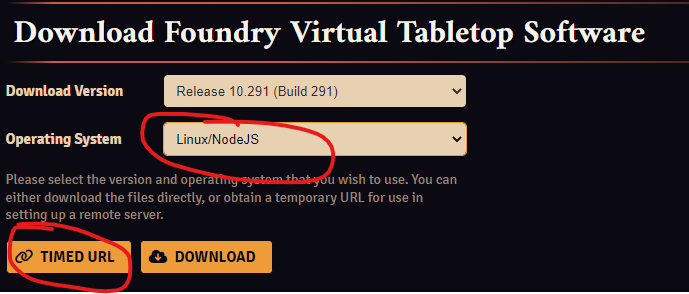 Download Foundry Virtual Tabletop Software
Download Version Release 10.291 (Build 291)
Operating System Linux/NodeJS
Please select the version and operating system that you wish to use. You can
either download the files directly, or obtain a temporary URL for use in
setting up a remote server.
TIMED URL DOWNLOAD